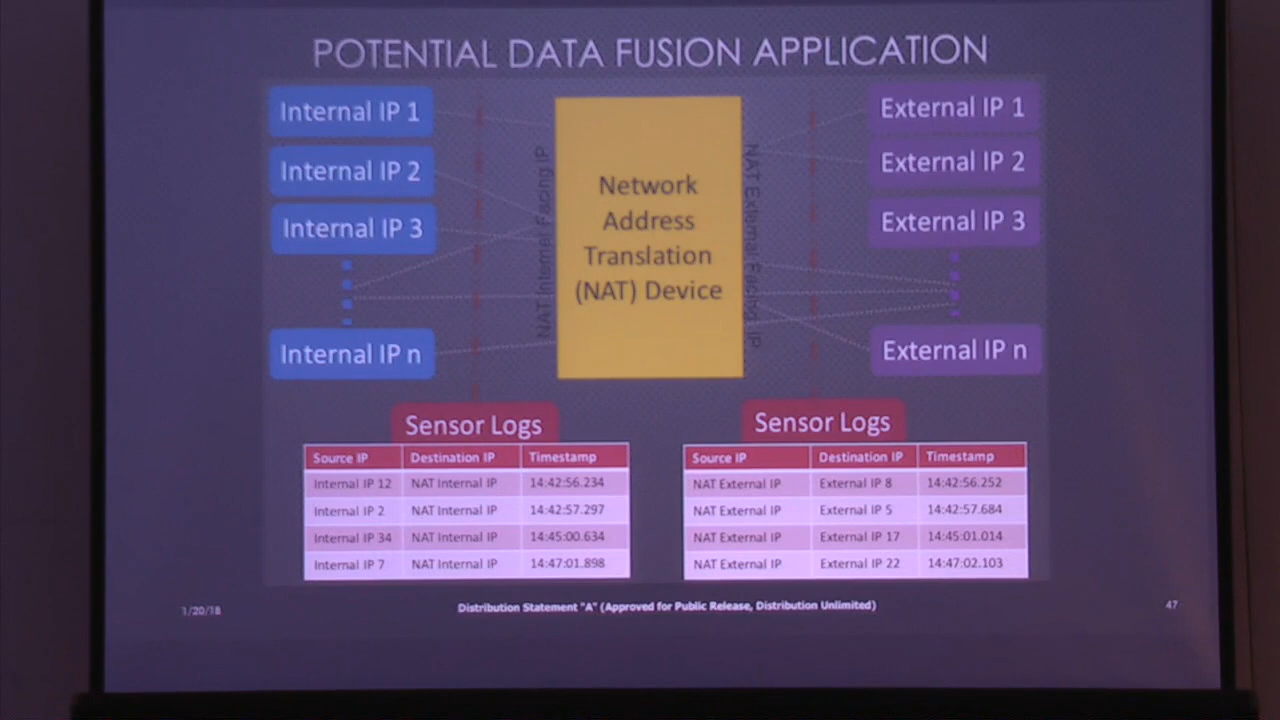 POTENTIAL DATA FUSION APPLICATION
Internal IP 1
Internal IP 2
Internal IP 3
Internal IP n
NAT Internal Facing IP
Network
Address
Translation
(NAT) Device
NAT External Facing IP
External IP 1
External IP 2
External IP 3
External IP n
Sensor Logs
Source IP Destination IP Timestamp
Internal IP 12 NAT Internal IP 14:42:56.234
Internal IP 2 NAT Internal IP 14:42:57.297
Internal IP 34 NAT Internal IP 14:45:00.634
Internal IP 7 NAT Internal IP 14:47:01.898
Sensor Logs
Source IP Destination IP Timestamp
NAT External IP External IP 8 14:42:56.252
NAT External IP External IP 5 14:42:57.684
NAT External IP External IP 17 14:45:01.014
NAT External IP External IP 22 14:47:02.103
1/20/18
Distribution Statement "A" (Approved for Public Release, Distribution Unlimited)
47